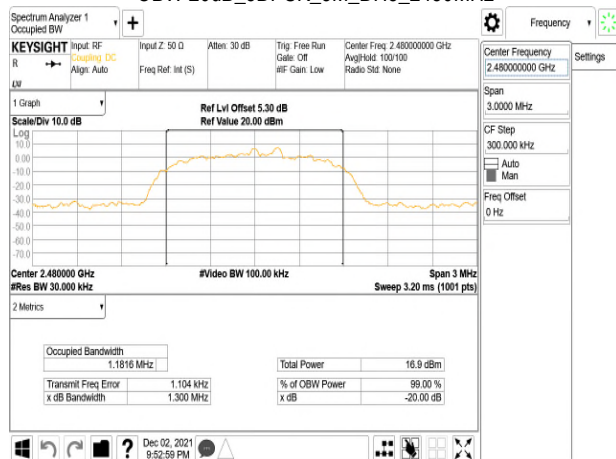 Spectrum Analyzer 1
Occupied BW
Frequency
KEYSIGHT
Input: RF
Coupling: DC
Align: Auto
Input Z: 50 Ω
Freq Ref: Int (S)
Atten: 30 dB
Trig: Free Run
Gate: Off
#IF Gain: Low
Center Freq: 2.480000000 GHz
Avg|Hold: 100/100
Radio Std: None
R
Center Frequency
2.480000000 GHz
Settings
Span
3.0000 MHz
CF Step
300.000 kHz
Auto
Man
Freq Offset
0 Hz
1 Graph
Scale/Div 10.0 dB
Ref Lvl Offset 5.30 dB
Ref Value 20.00 dBm
Log
10.0
0.00
-10.0
-20.0
-30.0
-40.0
-50.0
-60.0
-70.0
Center 2.480000 GHz
#Res BW 30.000 kHz
#Video BW 100.00 kHz
Span 3 MHz
Sweep 3.20 ms (1001 pts)
2 Metrics
Occupied Bandwidth
1.1816 MHz
Total Power 16.9 dBm
Transmit Freq Error 1.104 kHz
% of OBW Power 99.00 %
x dB Bandwidth 1.300 MHz
x dB -20.00 dB
Dec 02, 2021
9:52:59 PM